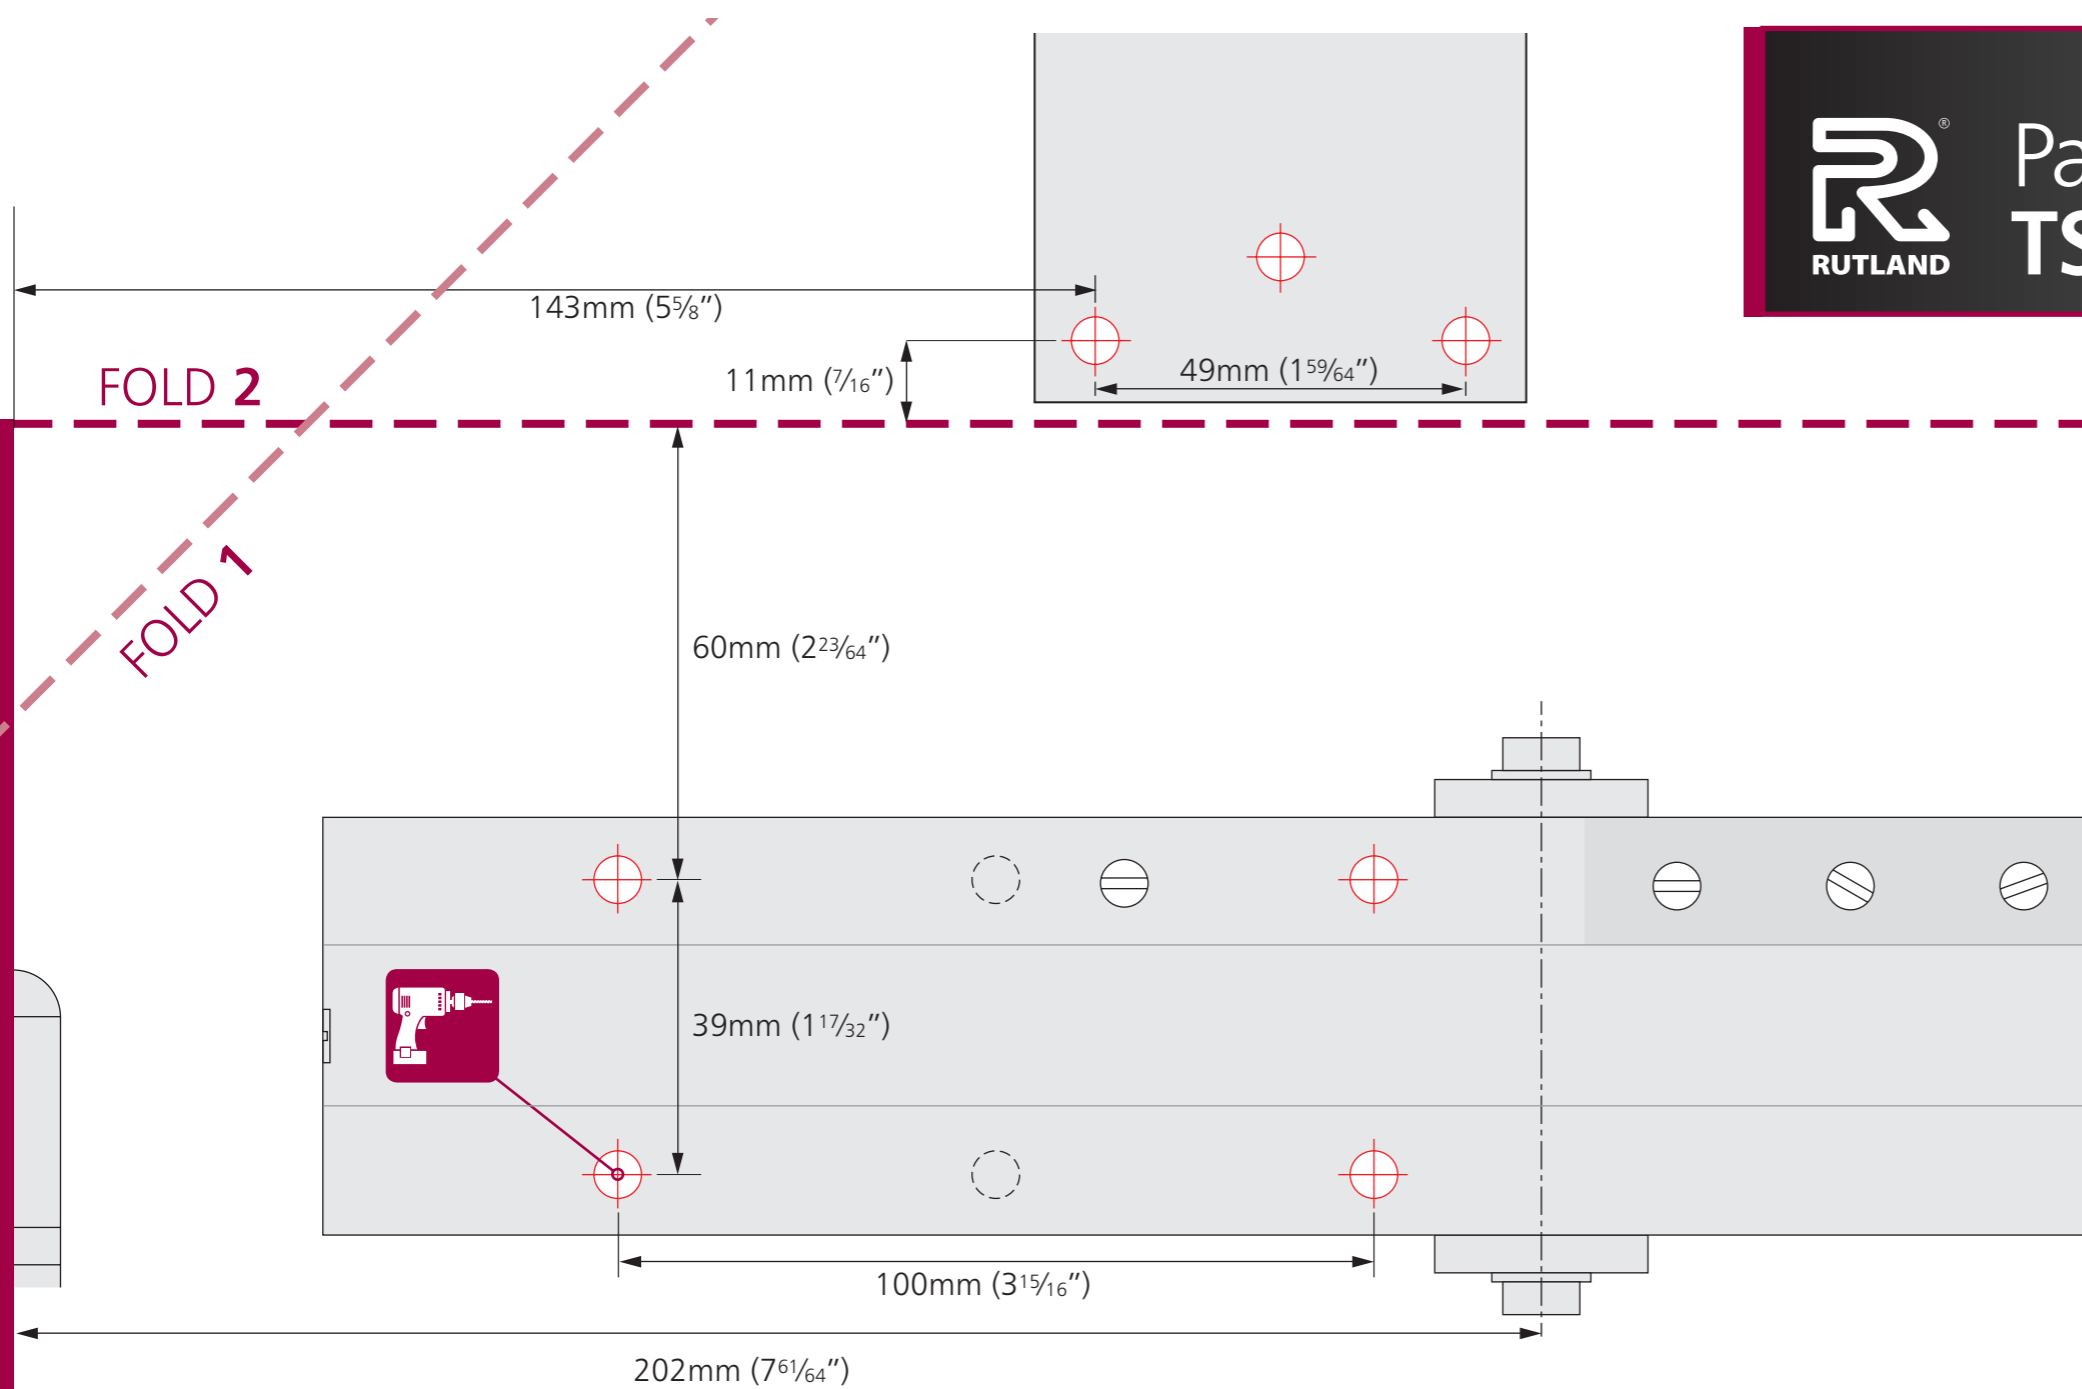 ®
Pa
TS
RUTLAND
143mm (5⅝″)
FOLD 2
11mm (7⁄16″)
49mm (1 59⁄64″)
FOLD 1
60mm (2 23⁄64″)
39mm (1 17⁄32″)
100mm (3 15⁄16″)
202mm (7 61⁄64″)